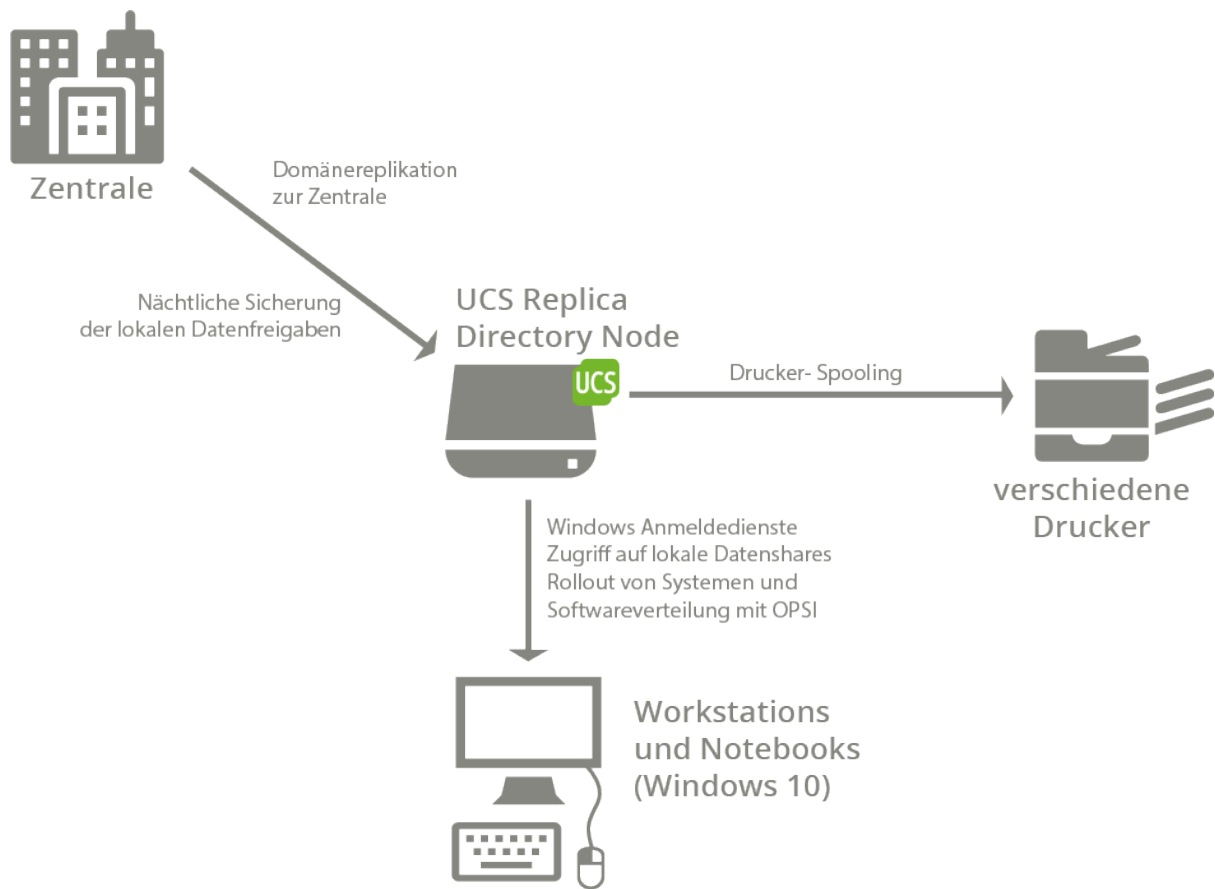 Zentrale
Domänereplikation
zur Zentrale
Nächtliche Sicherung
der lokalen Datenfreigaben
UCS Replica
Directory Node
UCS
Drucker- Spooling
verschiedene
Drucker
Windows Anmeldedienste
Zugriff auf lokale Datenshares
Rollout von Systemen und
Softwareverteilung mit OPSI
Workstations
und Notebooks
(Windows 10)